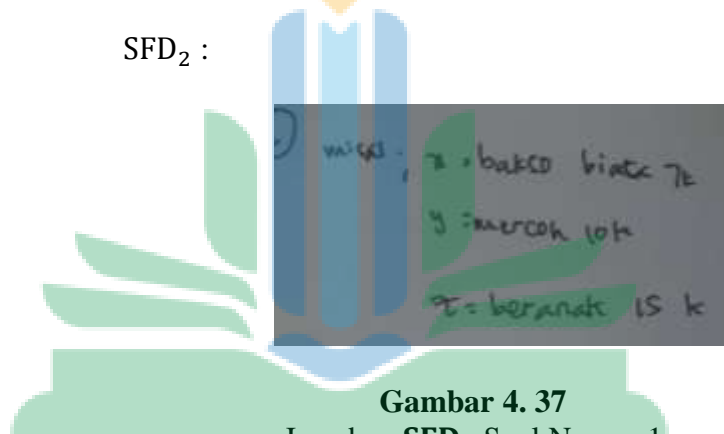 SFD₂ :
misal : x = bakso biasa 7k
y = mercon 10k
z = beranak 15 k
Gambar 4. 37